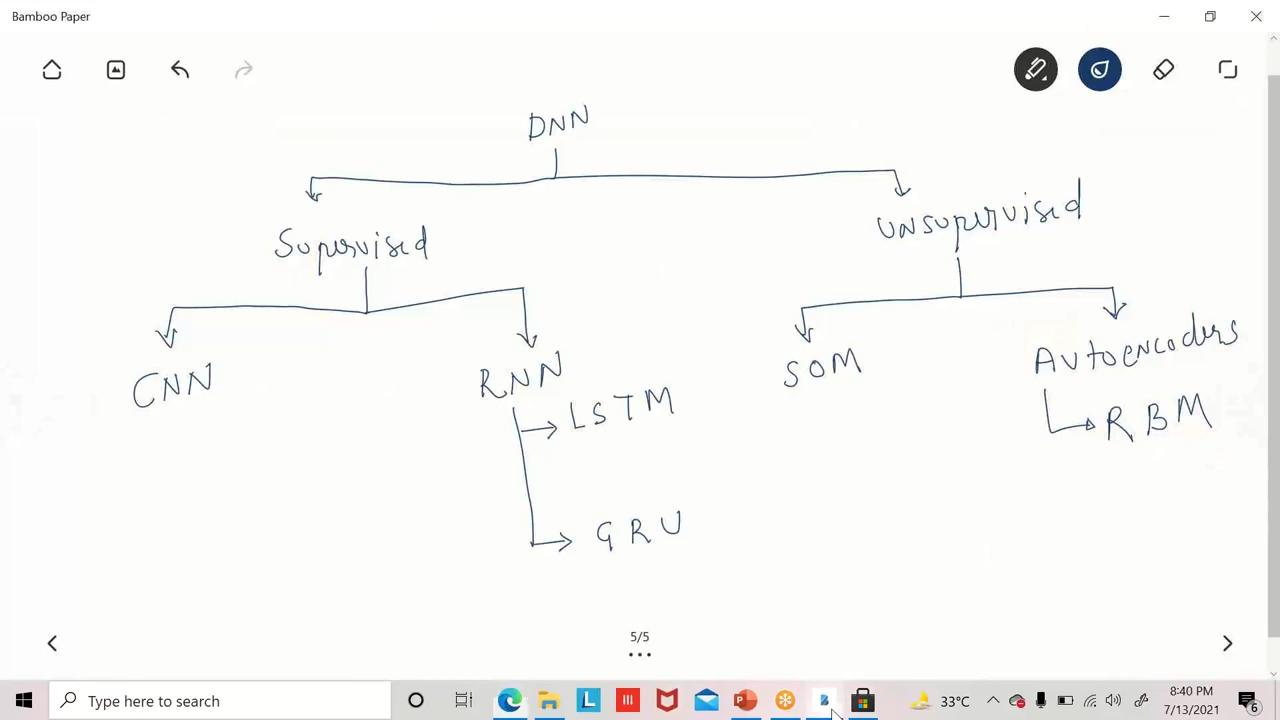 Bamboo Paper
DNN
Supervised
Unsupervised
CNN
RNN
LSTM
GRU
SOM
Autoencoders
RBM
5/5
Type here to search
33°C
8:40 PM
7/13/2021
6